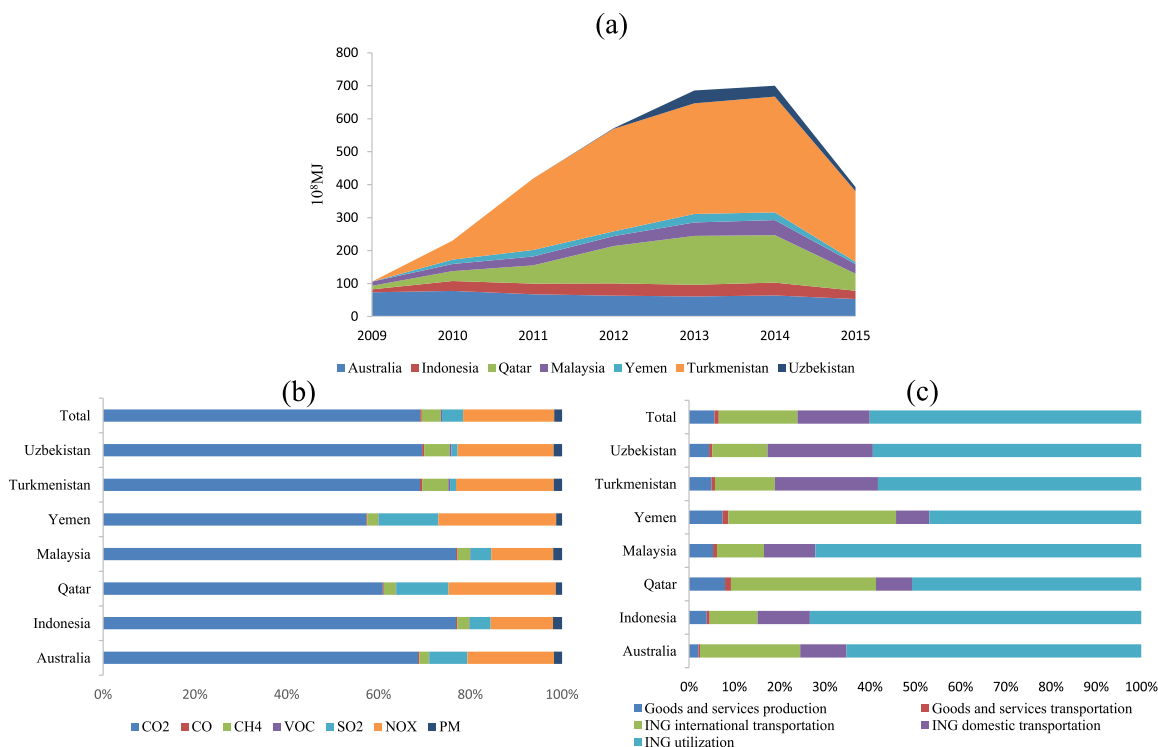 (a)
800
700
600
500
400
300
200
100
0
10⁸MJ
2009 2010 2011 2012 2013 2014 2015
Australia Indonesia Qatar Malaysia Yemen Turkmenistan Uzbekistan
(b)
Total
Uzbekistan
Turkmenistan
Yemen
Malaysia
Qatar
Indonesia
Australia
0% 20% 40% 60% 80% 100%
CO2 CO CH4 VOC SO2 NOX PM
(c)
Total
Uzbekistan
Turkmenistan
Yemen
Malaysia
Qatar
Indonesia
Australia
0% 10% 20% 30% 40% 50% 60% 70% 80% 90% 100%
Goods and services production Goods and services transportation
ING international transportation ING domestic transportation
ING utilization